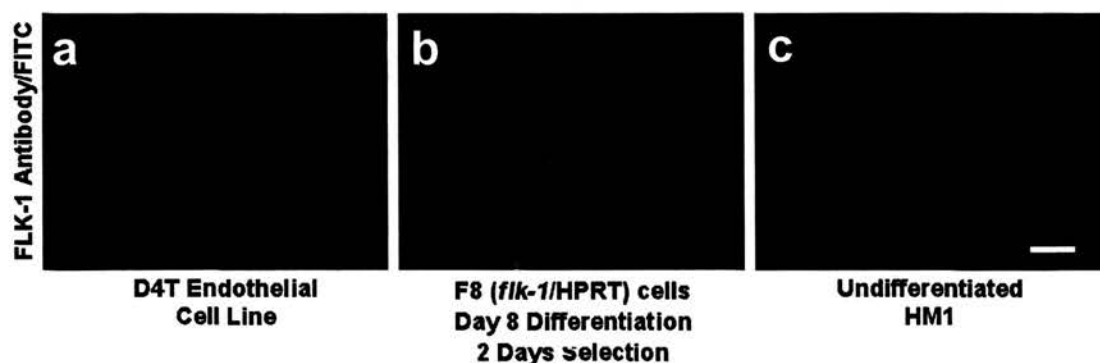 FLK-1 Antibody/FITC
a
b
c
D4T Endothelial
Cell Line
F8 (flk-1/HPRT) cells
Day 8 Differentiation
2 Days Selection
Undifferentiated
HM1